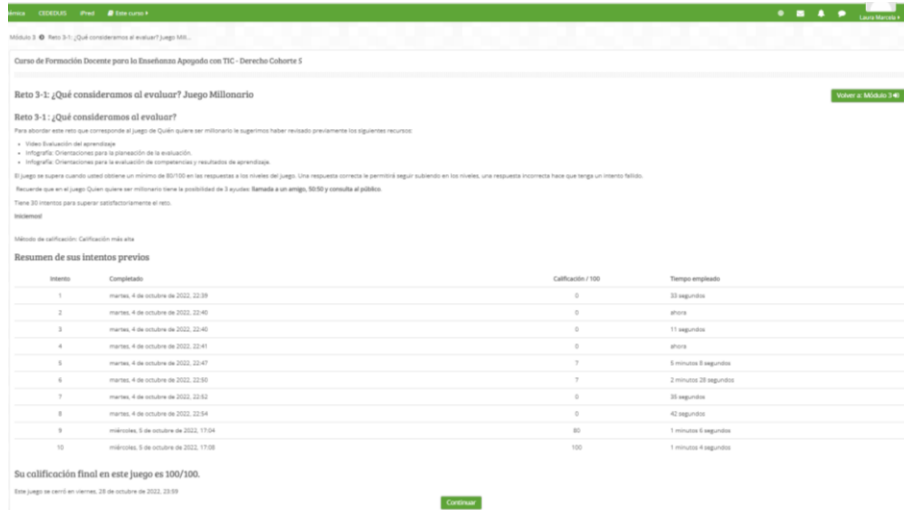 CEDEDUIS iPred Este curso
Laura Marcela
Módulo 3 Reto 3-1: ¿Qué consideramos al evaluar? Juego Mill...
Curso de Formación Docente para la Enseñanza Apoyada con TIC - Derecho Cohorte 5
Reto 3-1: ¿Qué consideramos al evaluar? Juego Millonario
Volver a: Módulo 3
Reto 3-1 : ¿Qué consideramos al evaluar?
Para abordar este reto que corresponde al juego de Quién quiere ser millonario le sugerimos haber revisado previamente los siguientes recursos:
Video Evaluación del aprendizaje
Infografía: Orientaciones para la planeación de la evaluación.
Infografía: Orientaciones para la evaluación de competencias y resultados de aprendizaje.
El juego se supera cuando usted obtiene un mínimo de 80/100 en las respuestas a los niveles del juego. Una respuesta correcta le permitirá seguir subiendo en los niveles, una respuesta incorrecta hace que tenga un intento fallido.
Recuerde que en el juego Quien quiere ser millonario tiene la posibilidad de 3 ayudas: llamada a un amigo, 50:50 y consulta al público.
Tiene 30 intentos para superar satisfactoriamente el reto.
Iniciemos!
Método de calificación: Calificación más alta
Resumen de sus intentos previos
Intento Completado Calificación / 100 Tiempo empleado
1 martes, 4 de octubre de 2022, 22:39 0 33 segundos
2 martes, 4 de octubre de 2022, 22:40 0 ahora
3 martes, 4 de octubre de 2022, 22:40 0 11 segundos
4 martes, 4 de octubre de 2022, 22:41 0 ahora
5 martes, 4 de octubre de 2022, 22:47 7 5 minutos 8 segundos
6 martes, 4 de octubre de 2022, 22:50 7 2 minutos 28 segundos
7 martes, 4 de octubre de 2022, 22:52 0 35 segundos
8 martes, 4 de octubre de 2022, 22:54 0 42 segundos
9 miércoles, 5 de octubre de 2022, 17:04 80 1 minutos 6 segundos
10 miércoles, 5 de octubre de 2022, 17:08 100 1 minutos 4 segundos
Su calificación final en este juego es 100/100.
Este juego se cerró en viernes, 28 de octubre de 2022, 23:59
Continuar